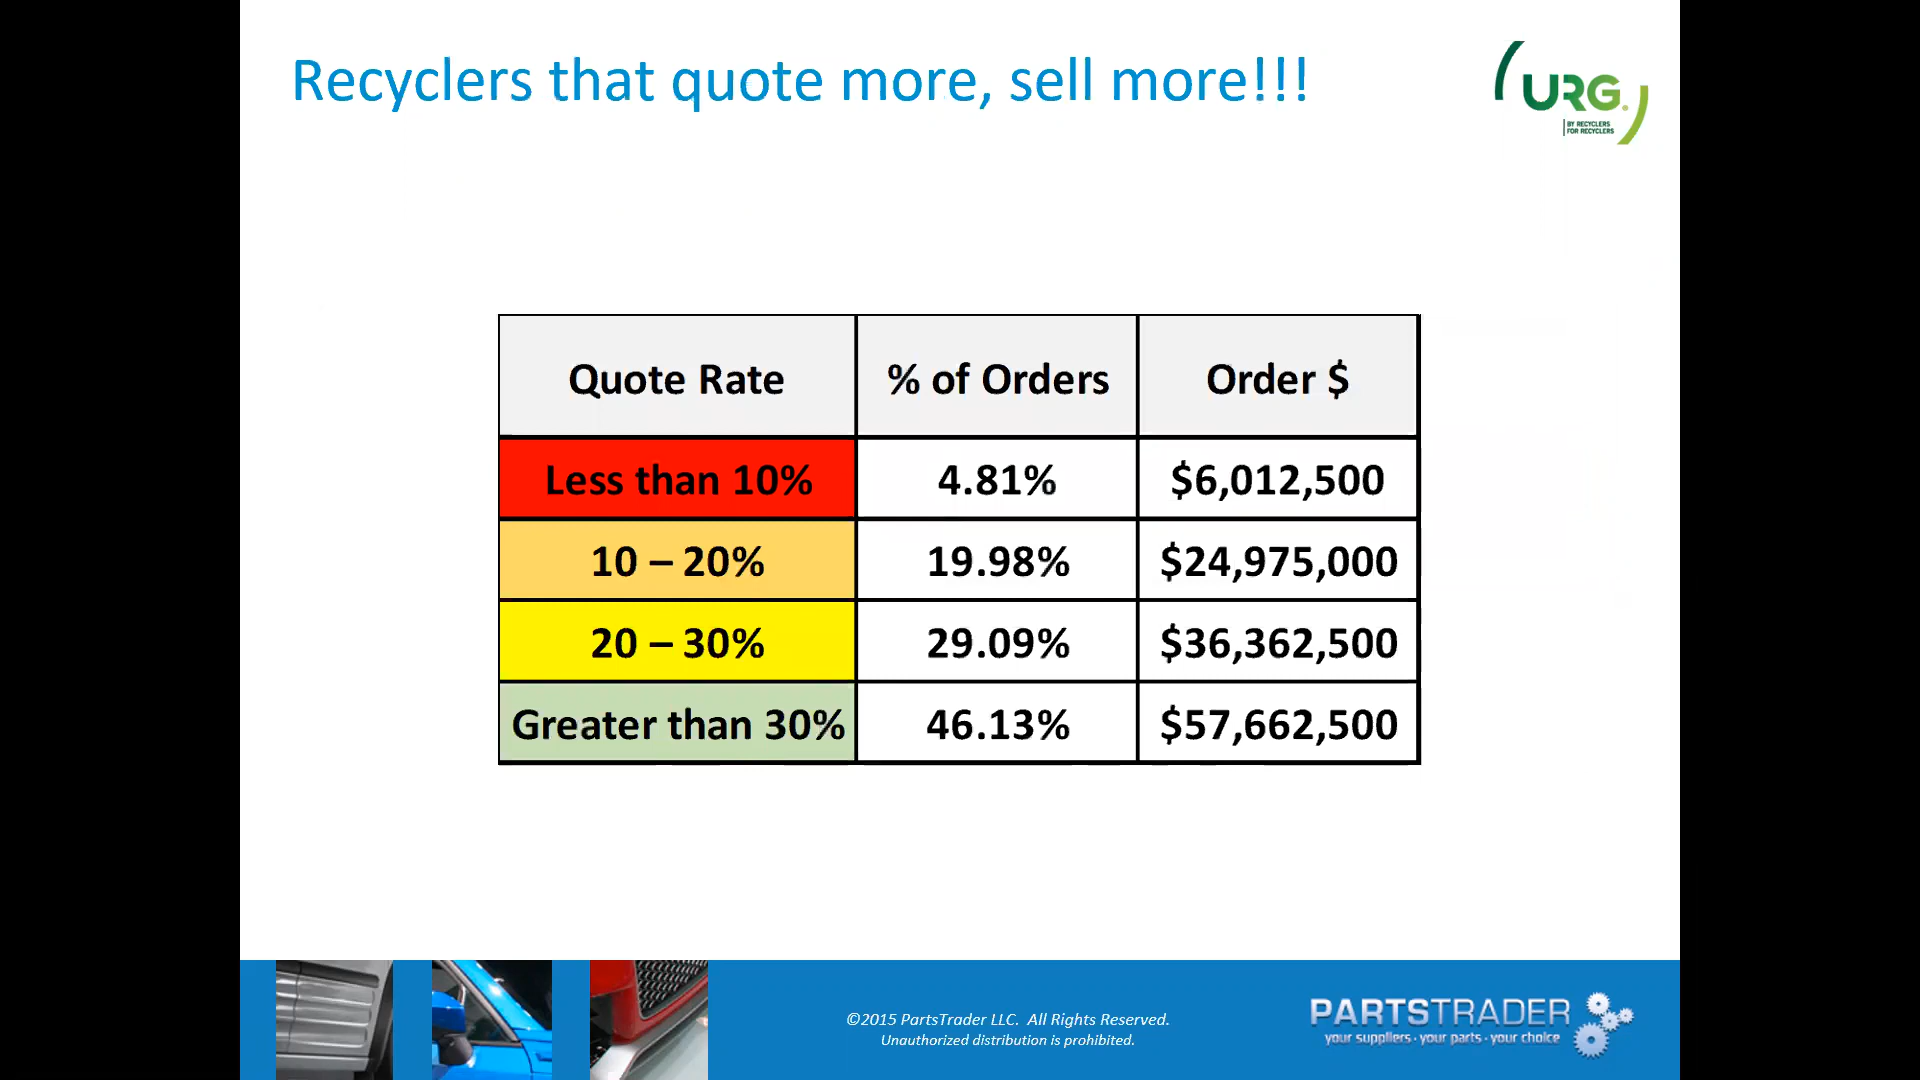 Recyclers that quote more, sell more!!!
URG.
BY RECYCLERS
FOR RECYCLERS
Quote Rate % of Orders Order $
Less than 10% 4.81% $6,012,500
10 – 20% 19.98% $24,975,000
20 – 30% 29.09% $36,362,500
Greater than 30% 46.13% $57,662,500
©2015 PartsTrader LLC. All Rights Reserved.
Unauthorized distribution is prohibited.
PARTSTRADER
your suppliers · your parts · your choice